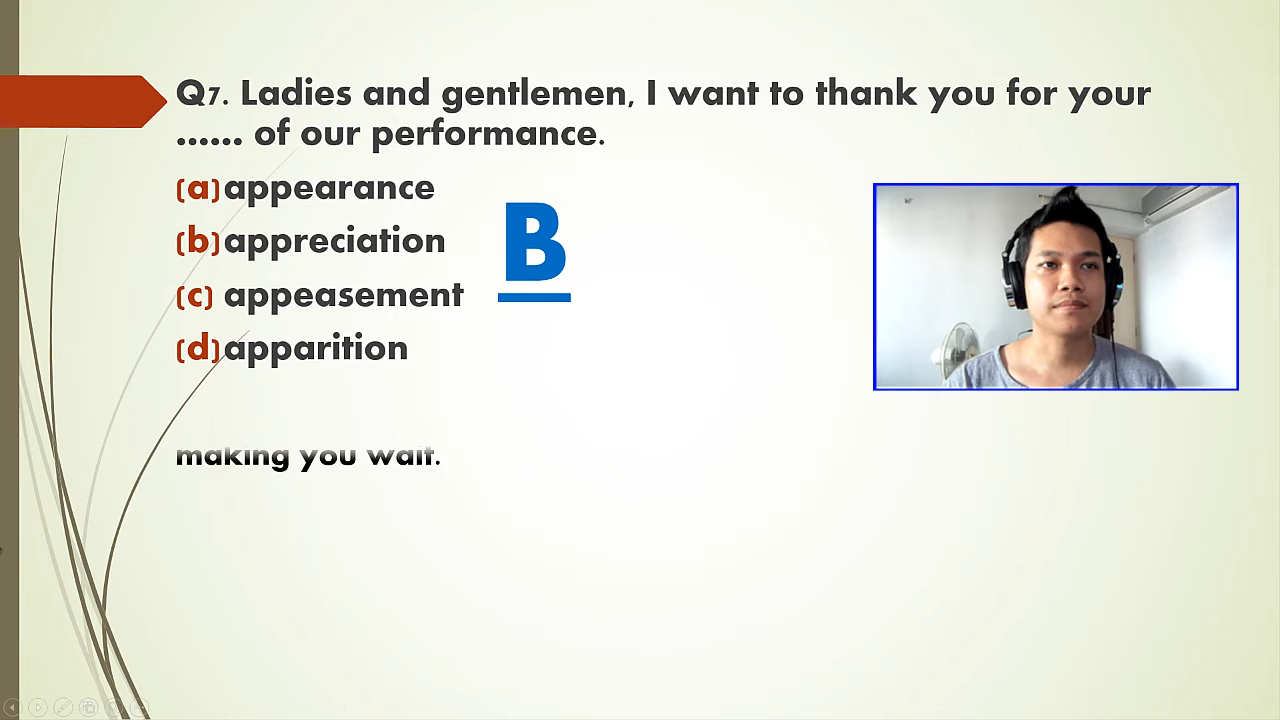 Q7. Ladies and gentlemen, I want to thank you for your
...... of our performance.
(a) appearance
(b) appreciation
B
(c) appeasement
(d) apparition
making you wait.